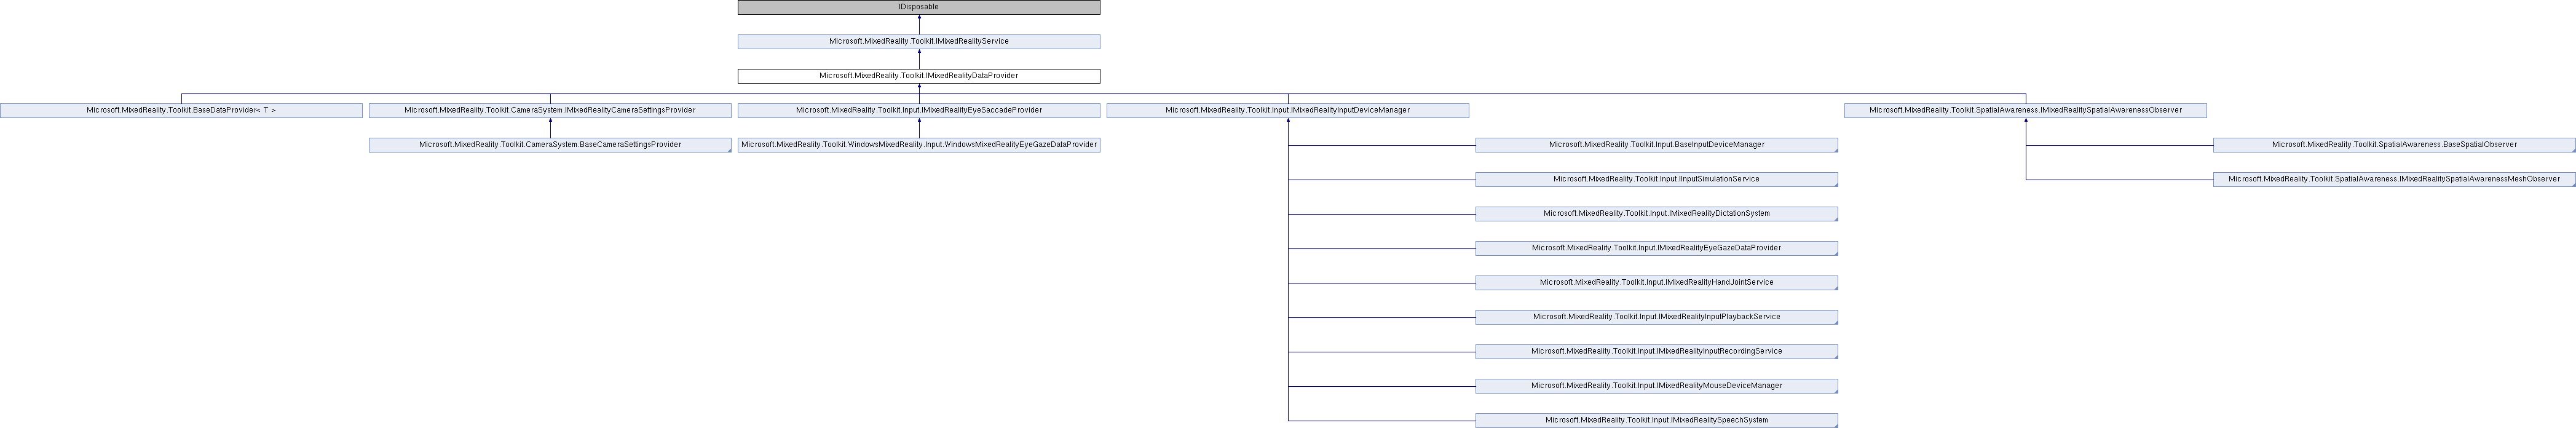 IDisposable
Microsoft.MixedReality.Toolkit.IMixedRealityService
Microsoft.MixedReality.Toolkit.IMixedRealityDataProvider
Microsoft.MixedReality.Toolkit.BaseDataProvider< T >
Microsoft.MixedReality.Toolkit.CameraSystem.IMixedRealityCameraSettingsProvider
Microsoft.MixedReality.Toolkit.Input.IMixedRealityEyeSaccadeProvider
Microsoft.MixedReality.Toolkit.Input.IMixedRealityInputDeviceManager
Microsoft.MixedReality.Toolkit.SpatialAwareness.IMixedRealitySpatialAwarenessObserver
Microsoft.MixedReality.Toolkit.CameraSystem.BaseCameraSettingsProvider
Microsoft.MixedReality.Toolkit.WindowsMixedReality.Input.WindowsMixedRealityEyeGazeDataProvider
Microsoft.MixedReality.Toolkit.Input.BaseInputDeviceManager
Microsoft.MixedReality.Toolkit.SpatialAwareness.BaseSpatialObserver
Microsoft.MixedReality.Toolkit.Input.IInputSimulationService
Microsoft.MixedReality.Toolkit.SpatialAwareness.IMixedRealitySpatialAwarenessMeshObserver
Microsoft.MixedReality.Toolkit.Input.IMixedRealityDictationSystem
Microsoft.MixedReality.Toolkit.Input.IMixedRealityEyeGazeDataProvider
Microsoft.MixedReality.Toolkit.Input.IMixedRealityHandJointService
Microsoft.MixedReality.Toolkit.Input.IMixedRealityInputPlaybackService
Microsoft.MixedReality.Toolkit.Input.IMixedRealityInputRecordingService
Microsoft.MixedReality.Toolkit.Input.IMixedRealityMouseDeviceManager
Microsoft.MixedReality.Toolkit.Input.IMixedRealitySpeechSystem